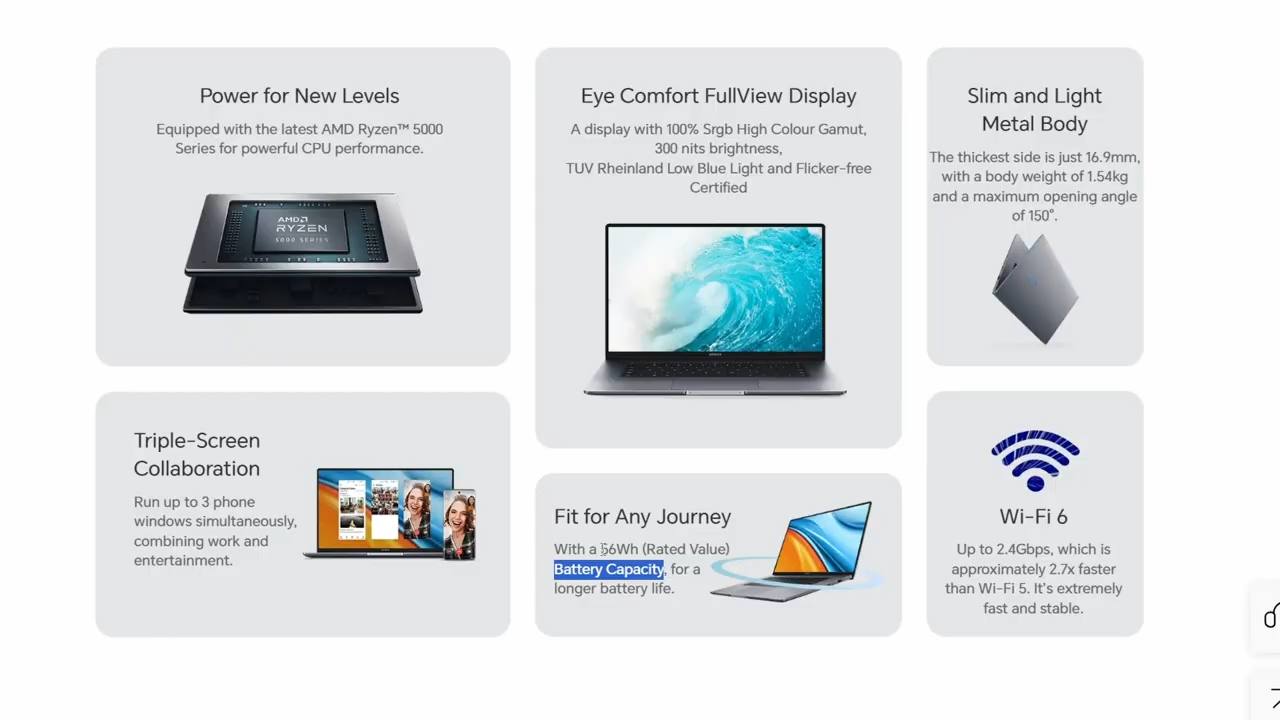 Power for New Levels
Equipped with the latest AMD Ryzen™ 5000
Series for powerful CPU performance.
AMD
RYZEN
5000 SERIES
Eye Comfort FullView Display
A display with 100% Srgb High Colour Gamut,
300 nits brightness,
TUV Rheinland Low Blue Light and Flicker-free
Certified
Slim and Light
Metal Body
The thickest side is just 16.9mm,
with a body weight of 1.54kg
and a maximum opening angle
of 150°.
Triple-Screen
Collaboration
Run up to 3 phone
windows simultaneously,
combining work and
entertainment.
Fit for Any Journey
With a 56Wh (Rated Value)
Battery Capacity, for a
longer battery life.
Wi-Fi 6
Up to 2.4Gbps, which is
approximately 2.7x faster
than Wi-Fi 5. It's extremely
fast and stable.